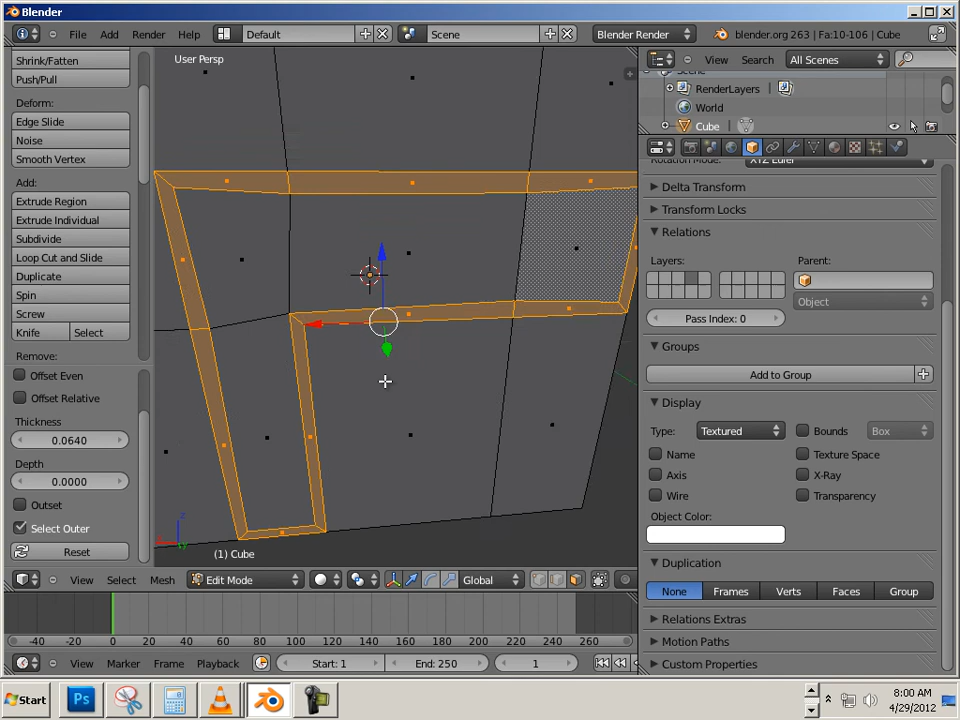 Blender
File Add Render Help Default Scene Blender Render blender.org 263 | Fa:10-106 | Cube
Shrink/Fatten
Push/Pull
Deform:
Edge Slide
Noise
Smooth Vertex
Add:
Extrude Region
Extrude Individual
Subdivide
Loop Cut and Slide
Duplicate
Spin
Screw
Knife Select
Remove:
Offset Even
Offset Relative
Thickness
0.0640
Depth
0.0000
Outset
Select Outer
Reset
User Persp
z
(1) Cube
View Select Mesh Edit Mode Global
-40 -20 0 20 40 60 80 100 120 140 160 180 200 220 240 260
View Marker Frame Playback Start: 1 End: 250 1
View Search All Scenes
Scene
RenderLayers
World
Cube
Rotation Mode: XYZ Euler
Delta Transform
Transform Locks
Relations
Layers: Parent:
Object
Pass Index: 0
Groups
Add to Group
Display
Type: Textured Bounds Box
Name Texture Space
Axis X-Ray
Wire Transparency
Object Color:
Duplication
None Frames Verts Faces Group
Relations Extras
Motion Paths
Custom Properties
Start Ps 8:00 AM
4/29/2012